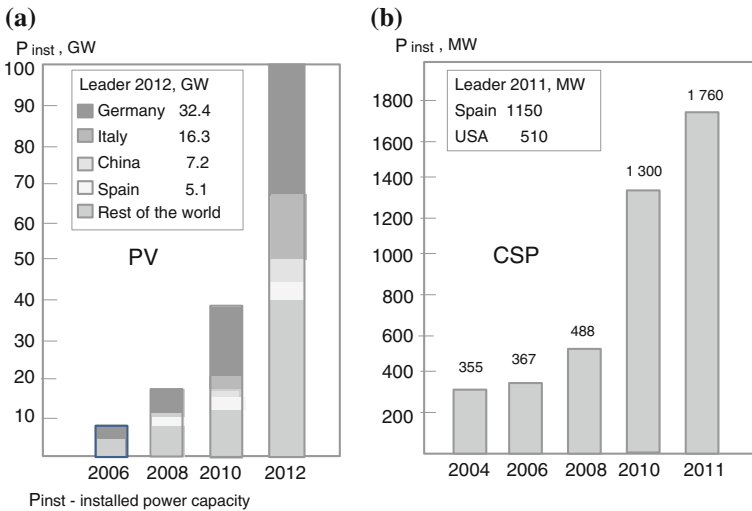 (a)
P inst , GW
100
90
80
70
60
50
40
30
20
10
Leader 2012, GW
Germany 32.4
Italy 16.3
China 7.2
Spain 5.1
Rest of the world
PV
2006 2008 2010 2012
Pinst - installed power capacity
(b)
P inst , MW
1800
1600
1400
1200
1000
800
600
400
200
Leader 2011, MW
Spain 1150
USA 510
CSP
355
367
488
1 300
1 760
2004 2006 2008 2010 2011